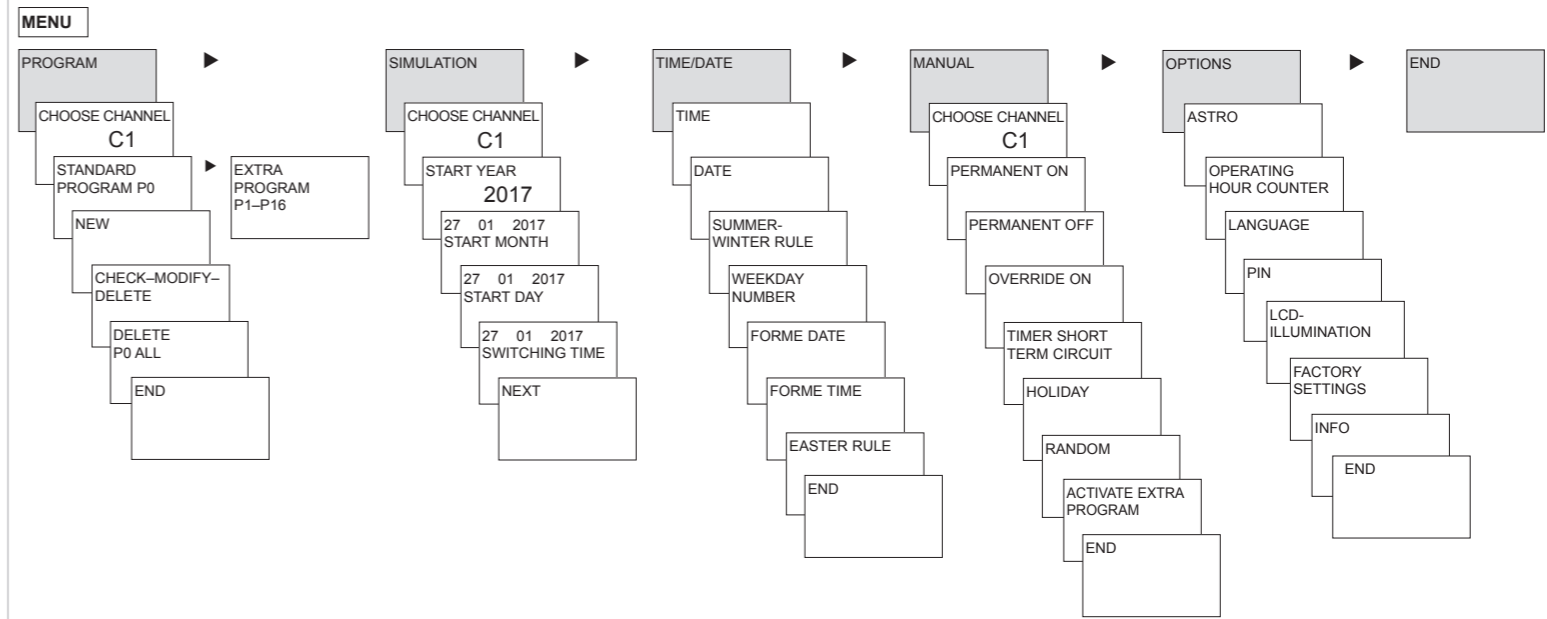 MENU
PROGRAM
CHOOSE CHANNEL
C1
STANDARD
PROGRAM P0
EXTRA
PROGRAM
P1–P16
NEW
CHECK–MODIFY–
DELETE
DELETE
P0 ALL
END
SIMULATION
CHOOSE CHANNEL
C1
START YEAR
2017
27 01 2017
START MONTH
27 01 2017
START DAY
27 01 2017
SWITCHING TIME
NEXT
TIME/DATE
TIME
DATE
SUMMER-
WINTER RULE
WEEKDAY
NUMBER
FORME DATE
FORME TIME
EASTER RULE
END
MANUAL
CHOOSE CHANNEL
C1
PERMANENT ON
PERMANENT OFF
OVERRIDE ON
TIMER SHORT
TERM CIRCUIT
HOLIDAY
RANDOM
ACTIVATE EXTRA
PROGRAM
END
OPTIONS
ASTRO
OPERATING
HOUR COUNTER
LANGUAGE
PIN
LCD-
ILLUMINATION
FACTORY
SETTINGS
INFO
END
END